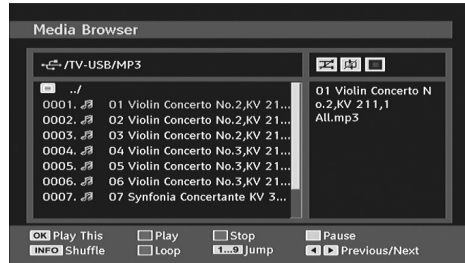 Media Browser
/TV-USB/MP3
../
0001. 01 Violin Concerto No.2,KV 21...
0002. 02 Violin Concerto No.2,KV 21...
0003. 03 Violin Concerto No.2,KV 21...
0004. 04 Violin Concerto No.3,KV 21...
0005. 05 Violin Concerto No.3,KV 21...
0006. 06 Violin Concerto No.3,KV 21...
0007. 07 Synfonia Concertante KV 3...
01 Violin Concerto N
o.2,KV 211,1
All.mp3
OK Play This Play Stop Pause
INFO Shuffle Loop 1...9 Jump Previous/Next